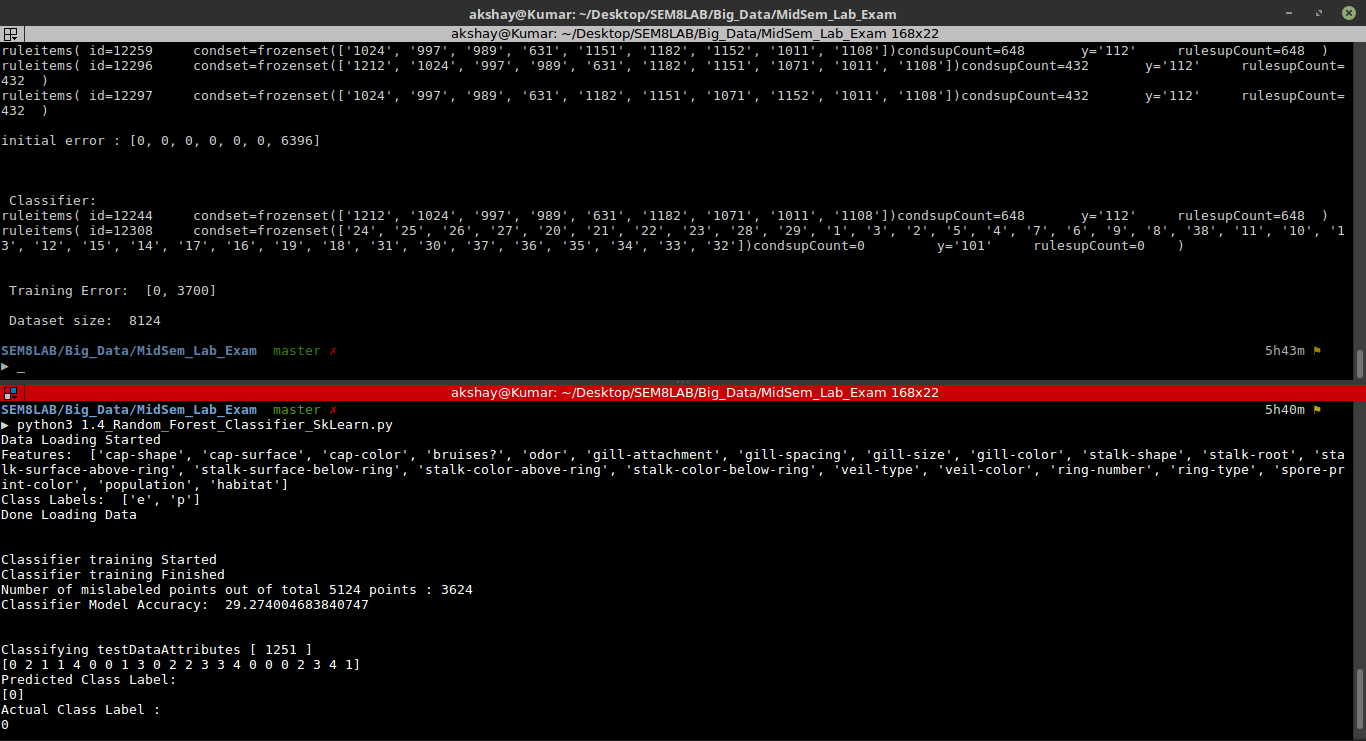 akshay@Kumar: ~/Desktop/SEM8LAB/Big_Data/MidSem_Lab_Exam
akshay@Kumar: ~/Desktop/SEM8LAB/Big_Data/MidSem_Lab_Exam 168x22
ruleitems( id=12259     condset=frozenset(['1024', '997', '989', '631', '1151', '1182', '1152', '1011', '1108'])condsupCount=648       y='112'     rulesupCount=648  )
ruleitems( id=12296     condset=frozenset(['1212', '1024', '997', '989', '631', '1182', '1151', '1071', '1011', '1108'])condsupCount=432       y='112'     rulesupCount=
432  )
ruleitems( id=12297     condset=frozenset(['1024', '997', '989', '631', '1182', '1151', '1071', '1152', '1011', '1108'])condsupCount=432       y='112'     rulesupCount=
432  )
initial error : [0, 0, 0, 0, 0, 0, 6396]
Classifier:
ruleitems( id=12244     condset=frozenset(['1212', '1024', '997', '989', '631', '1182', '1071', '1011', '1108'])condsupCount=648       y='112'     rulesupCount=648  )
ruleitems( id=12308     condset=frozenset(['24', '25', '26', '27', '20', '21', '22', '23', '28', '29', '1', '3', '2', '5', '4', '7', '6', '9', '8', '38', '11', '10', '1
3', '12', '15', '14', '17', '16', '19', '18', '31', '30', '37', '36', '35', '34', '33', '32'])condsupCount=0         y='101'     rulesupCount=0    )
Training Error:  [0, 3700]
Dataset size:  8124
SEM8LAB/Big_Data/MidSem_Lab_Exam  master ✗ 5h43m ⚑
▶ _
akshay@Kumar: ~/Desktop/SEM8LAB/Big_Data/MidSem_Lab_Exam 168x22
SEM8LAB/Big_Data/MidSem_Lab_Exam  master ✗ 5h40m ⚑
▶ python3 1.4_Random_Forest_Classifier_SkLearn.py
Data Loading Started
Features:  ['cap-shape', 'cap-surface', 'cap-color', 'bruises?', 'odor', 'gill-attachment', 'gill-spacing', 'gill-size', 'gill-color', 'stalk-shape', 'stalk-root', 'sta
lk-surface-above-ring', 'stalk-surface-below-ring', 'stalk-color-above-ring', 'stalk-color-below-ring', 'veil-type', 'veil-color', 'ring-number', 'ring-type', 'spore-pr
int-color', 'population', 'habitat']
Class Labels:  ['e', 'p']
Done Loading Data
Classifier training Started
Classifier training Finished
Number of mislabeled points out of total 5124 points : 3624
Classifier Model Accuracy:  29.274004683840747
Classifying testDataAttributes [ 1251 ]
[0 2 1 1 4 0 0 1 3 0 2 2 3 3 4 0 0 0 2 3 4 1]
Predicted Class Label:
[0]
Actual Class Label :
0